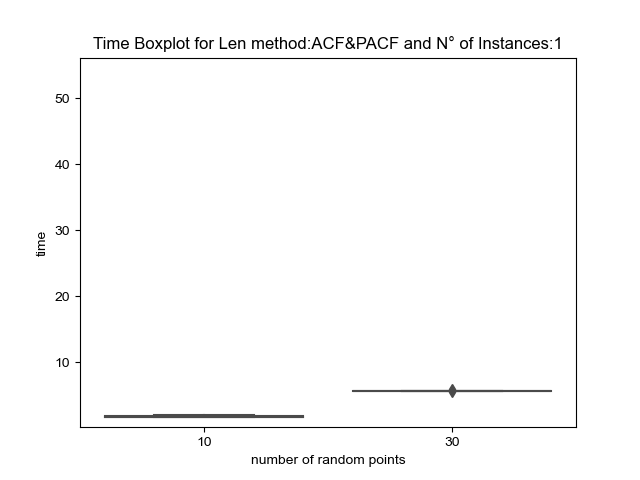 Time Boxplot for Len method:ACF&PACF and N° of Instances:1
50
40
30
20
10
time
10 30
number of random points